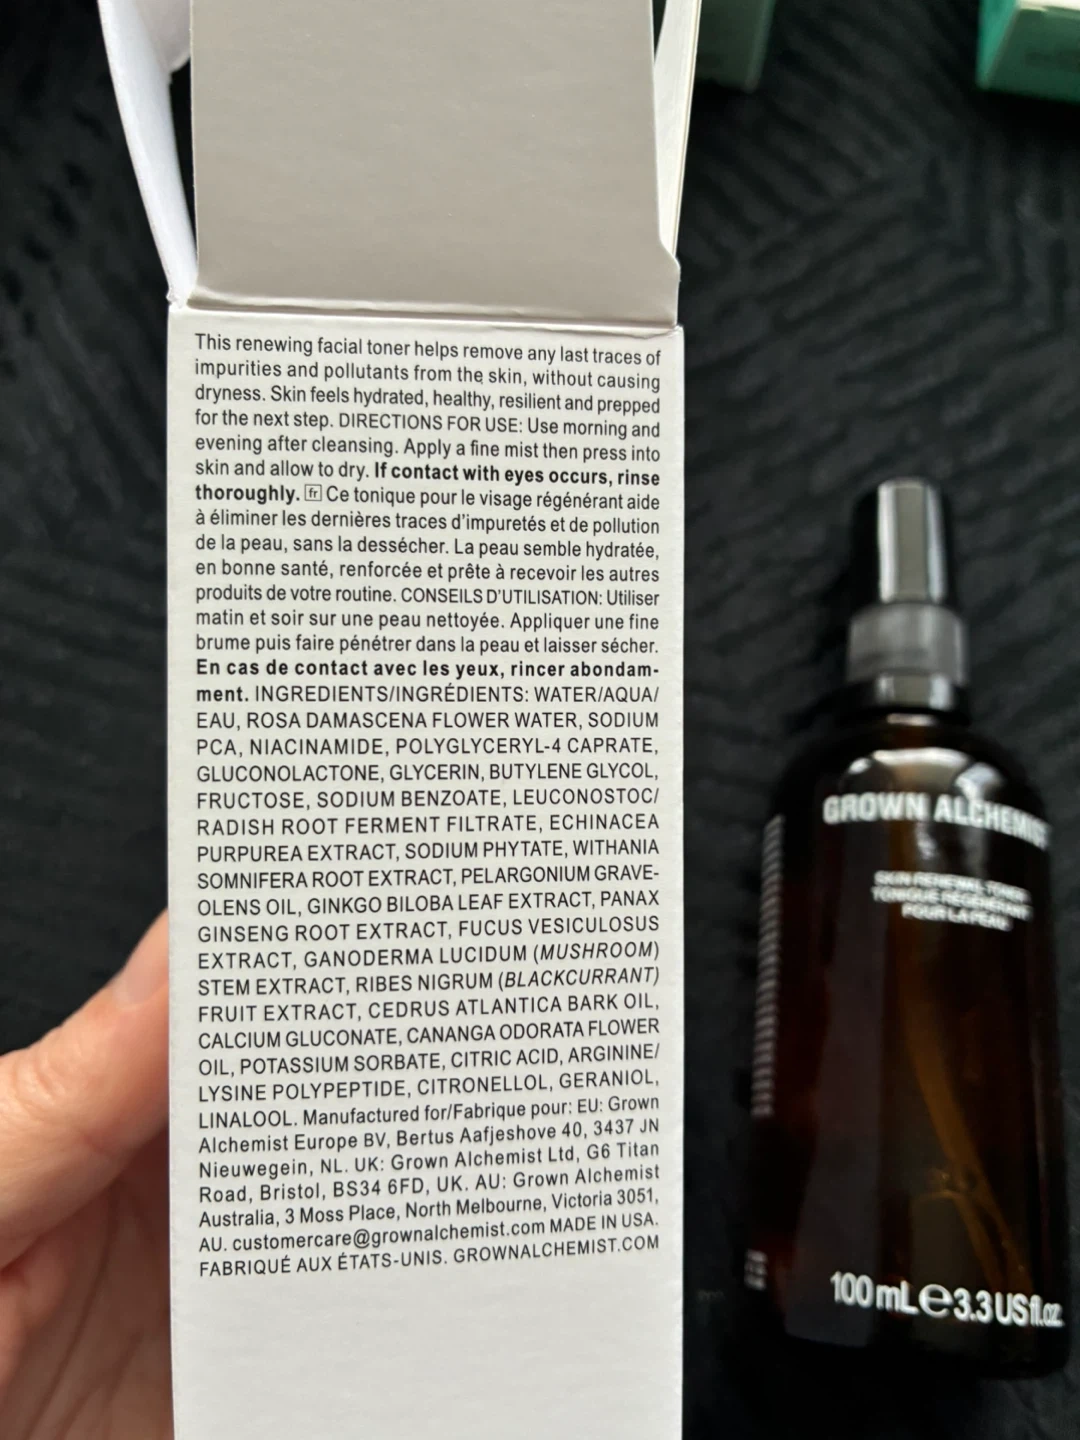 This renewing facial toner helps remove any last traces of
impurities and pollutants from the skin, without causing
dryness. Skin feels hydrated, healthy, resilient and prepped
for the next step. DIRECTIONS FOR USE: Use morning and
evening after cleansing. Apply a fine mist then press into
skin and allow to dry. If contact with eyes occurs, rinse
thoroughly. fr Ce tonique pour le visage régénérant aide
à éliminer les dernières traces d'impuretés et de pollution
de la peau, sans la dessécher. La peau semble hydratée,
en bonne santé, renforcée et prête à recevoir les autres
produits de votre routine. CONSEILS D'UTILISATION: Utiliser
matin et soir sur une peau nettoyée. Appliquer une fine
brume puis faire pénétrer dans la peau et laisser sécher.
En cas de contact avec les yeux, rincer abondam-
ment. INGREDIENTS/INGRÉDIENTS: WATER/AQUA/
EAU, ROSA DAMASCENA FLOWER WATER, SODIUM
PCA, NIACINAMIDE, POLYGLYCERYL-4 CAPRATE,
GLUCONOLACTONE, GLYCERIN, BUTYLENE GLYCOL,
FRUCTOSE, SODIUM BENZOATE, LEUCONOSTOC/
RADISH ROOT FERMENT FILTRATE, ECHINACEA
PURPUREA EXTRACT, SODIUM PHYTATE, WITHANIA
SOMNIFERA ROOT EXTRACT, PELARGONIUM GRAVE-
OLENS OIL, GINKGO BILOBA LEAF EXTRACT, PANAX
GINSENG ROOT EXTRACT, FUCUS VESICULOSUS
EXTRACT, GANODERMA LUCIDUM (MUSHROOM)
STEM EXTRACT, RIBES NIGRUM (BLACKCURRANT)
FRUIT EXTRACT, CEDRUS ATLANTICA BARK OIL,
CALCIUM GLUCONATE, CANANGA ODORATA FLOWER
OIL, POTASSIUM SORBATE, CITRIC ACID, ARGININE/
LYSINE POLYPEPTIDE, CITRONELLOL, GERANIOL,
LINALOOL. Manufactured for/Fabrique pour: EU: Grown
Alchemist Europe BV, Bertus Aafjeshove 40, 3437 JN
Nieuwegein, NL. UK: Grown Alchemist Ltd, G6 Titan
Road, Bristol, BS34 6FD, UK. AU: Grown Alchemist
Australia, 3 Moss Place, North Melbourne, Victoria 3051,
AU. customercare@grownalchemist.com MADE IN USA.
FABRIQUÉ AUX ÉTATS-UNIS. GROWNALCHEMIST.COM
GROWN ALCHEMIST
SKIN RENEWAL TONER
TONIQUE RÉGÉNÉRANT
POUR LA PEAU
100 mL e 3.3 US fl.oz.